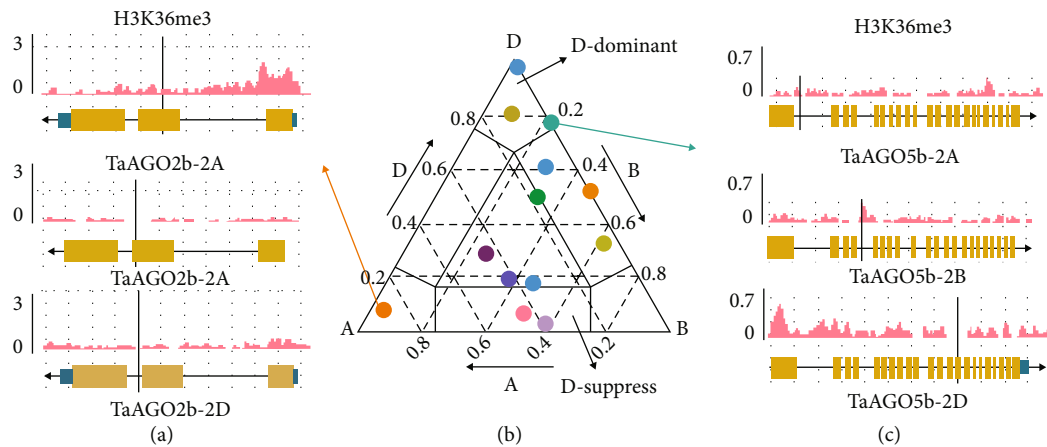 H3K36me3
(a)
3
0
TaAGO2b-2A
3
0
TaAGO2b-2A
3
0
TaAGO2b-2D
(a)
D
D-dominant
0.8
0.2
D
0.6
0.4
B
0.4
0.6
0.2
0.8
A
B
0.8
0.6
0.4
0.2
A
D-suppress
(b)
(c)
H3K36me3
0.7
0
TaAGO5b-2A
0.7
0
TaAGO5b-2B
0.7
0
TaAGO5b-2D
(c)